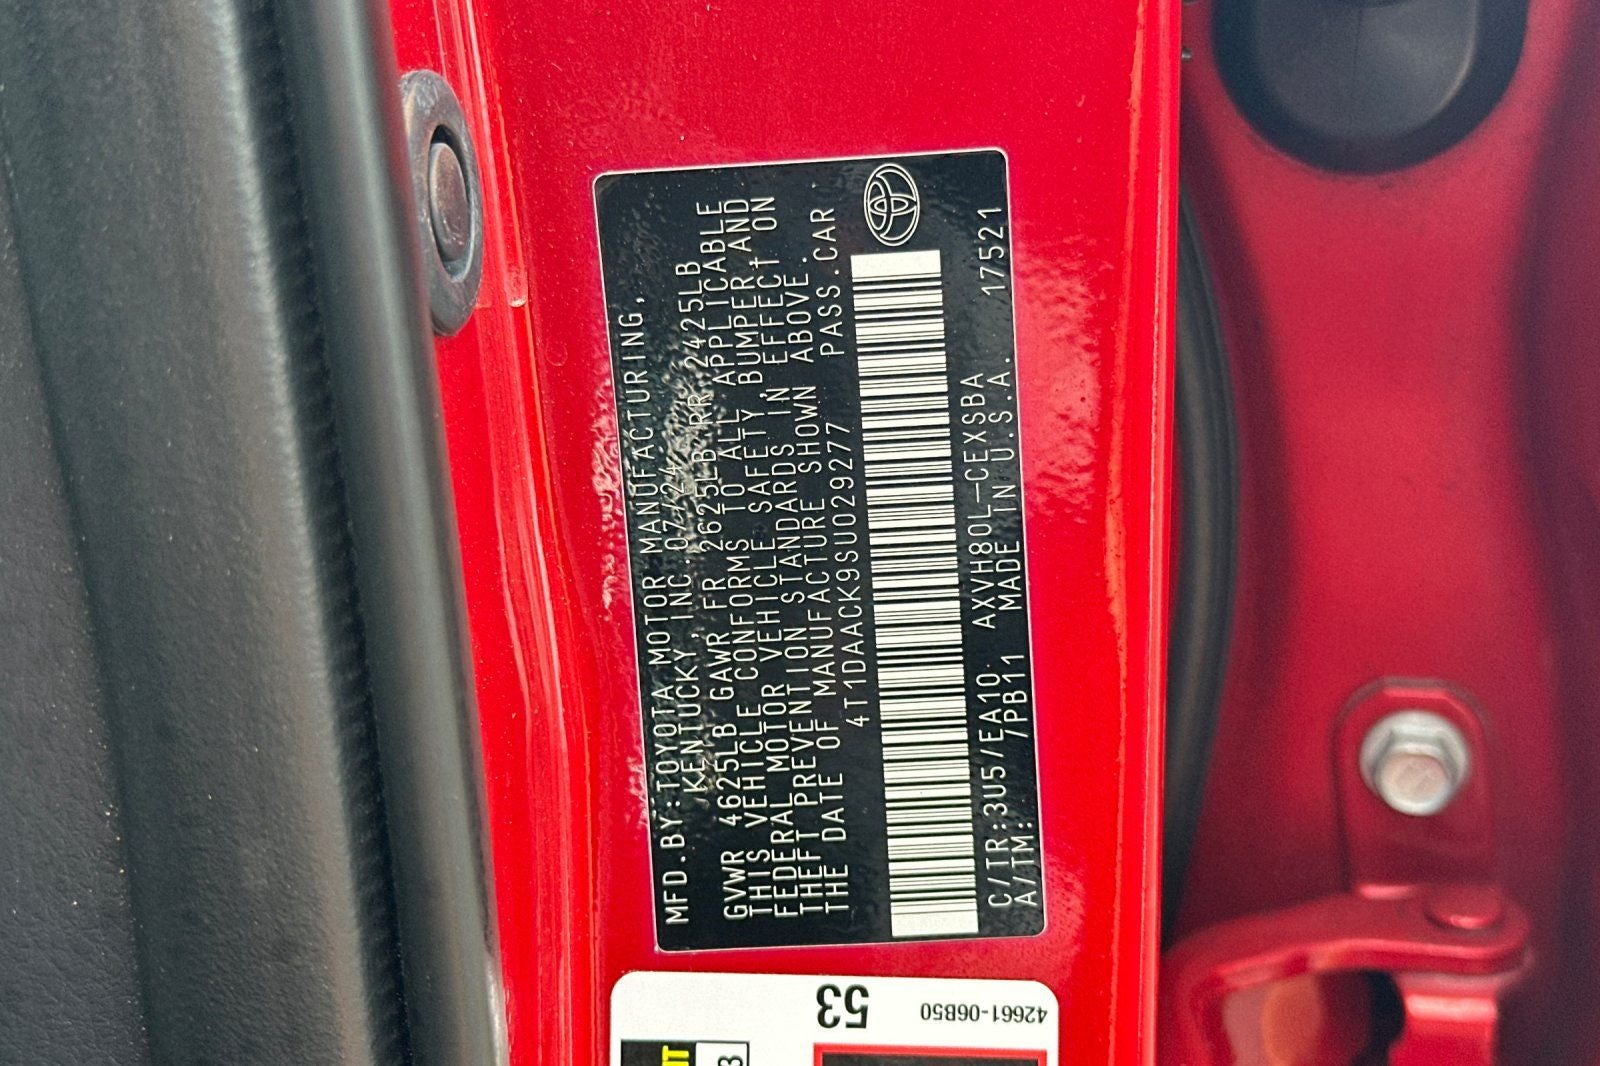 MFD.BY:TOYOTA MOTOR MANUFACTURING,
KENTUCKY, INC. 07/24
GVWR 4625LB GAWR FR 2625LB RR 2425LB
THIS VEHICLE CONFORMS TO ALL APPLICABLE
FEDERAL MOTOR VEHICLE SAFETY, BUMPER, AND
THEFT PREVENTION STANDARDS IN EFFECT ON
THE DATE OF MANUFACTURE SHOWN ABOVE.
4T1DAACK9SU029277 PASS.CAR
C/TR:3U5/EA10 AXVH80L-CEXSBA 17521
A/TM: /PB11 MADE IN U.S.A.
42661-06B50
53